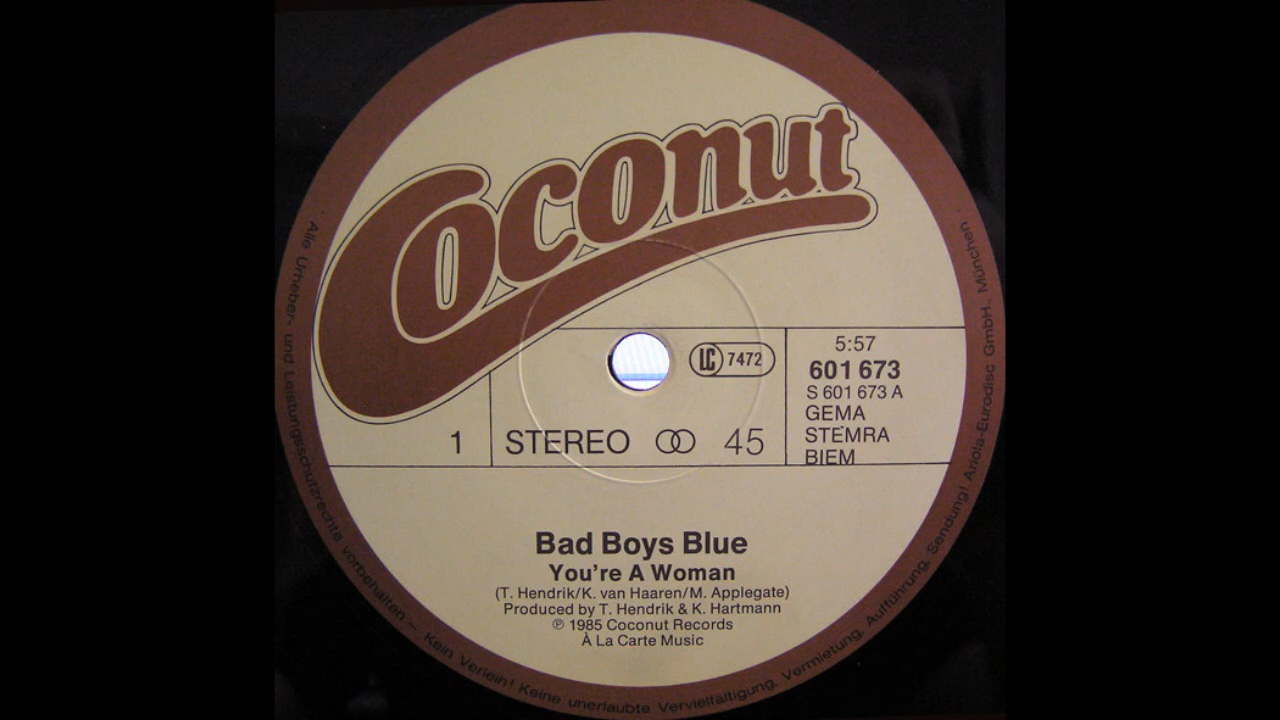 Coconut
LC 7472
5:57
601 673
S 601 673 A
GEMA
STEMRA
BIEM
1
STEREO
45
Bad Boys Blue
You're A Woman
(T. Hendrik/K. van Haaren/M. Applegate)
Produced by T. Hendrik & K. Hartmann
℗ 1985 Coconut Records
À La Carte Music
Alle Urheber- und Leistungsschutzrechte vorbehalten – Kein Verleih! Keine unerlaubte Vervielfältigung, Vermietung, Aufführung, Sendung! Ariola-Eurodisc GmbH., München